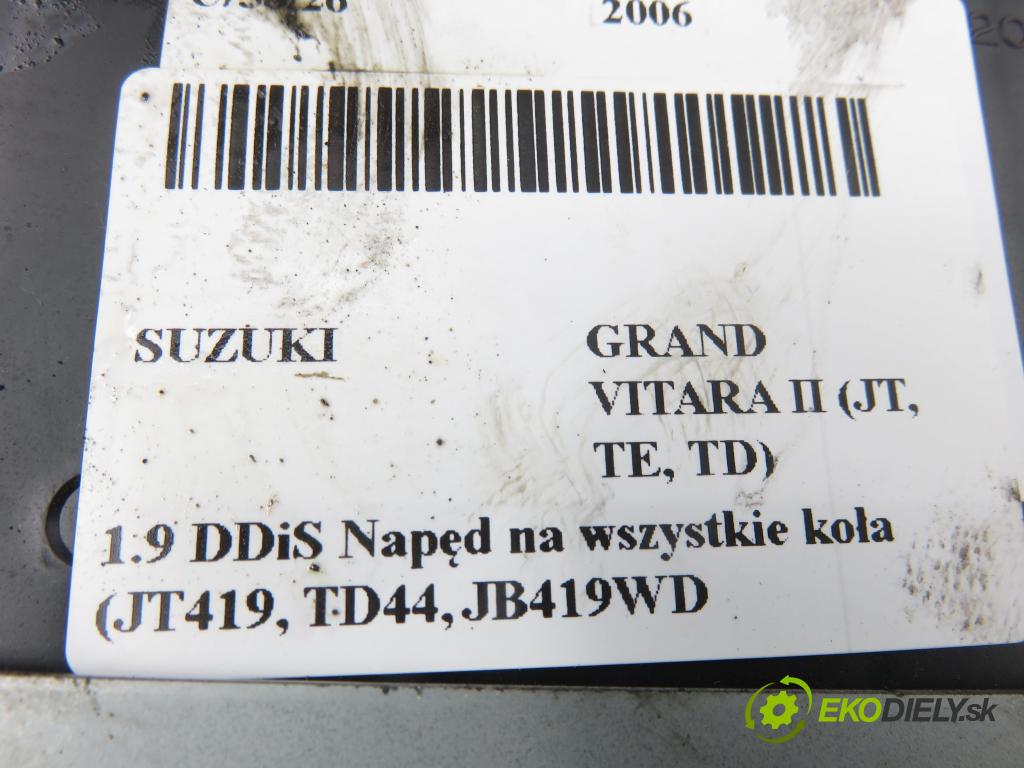 2006
20
SUZUKI
GRAND
VITARA II (JT,
TE, TD)
1.9 DDiS Napęd na wszystkie koła
(JT419, TD44, JB419WD
EKODIELY.sk